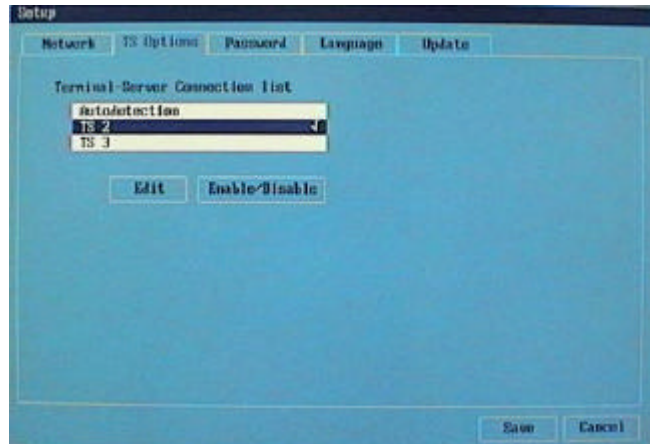 Setup
Network TS Options Password Language Update
Terminal-Server Connection list
Autodetection
TS 2 √
TS 3
Edit Enable/Disable
Save Cancel